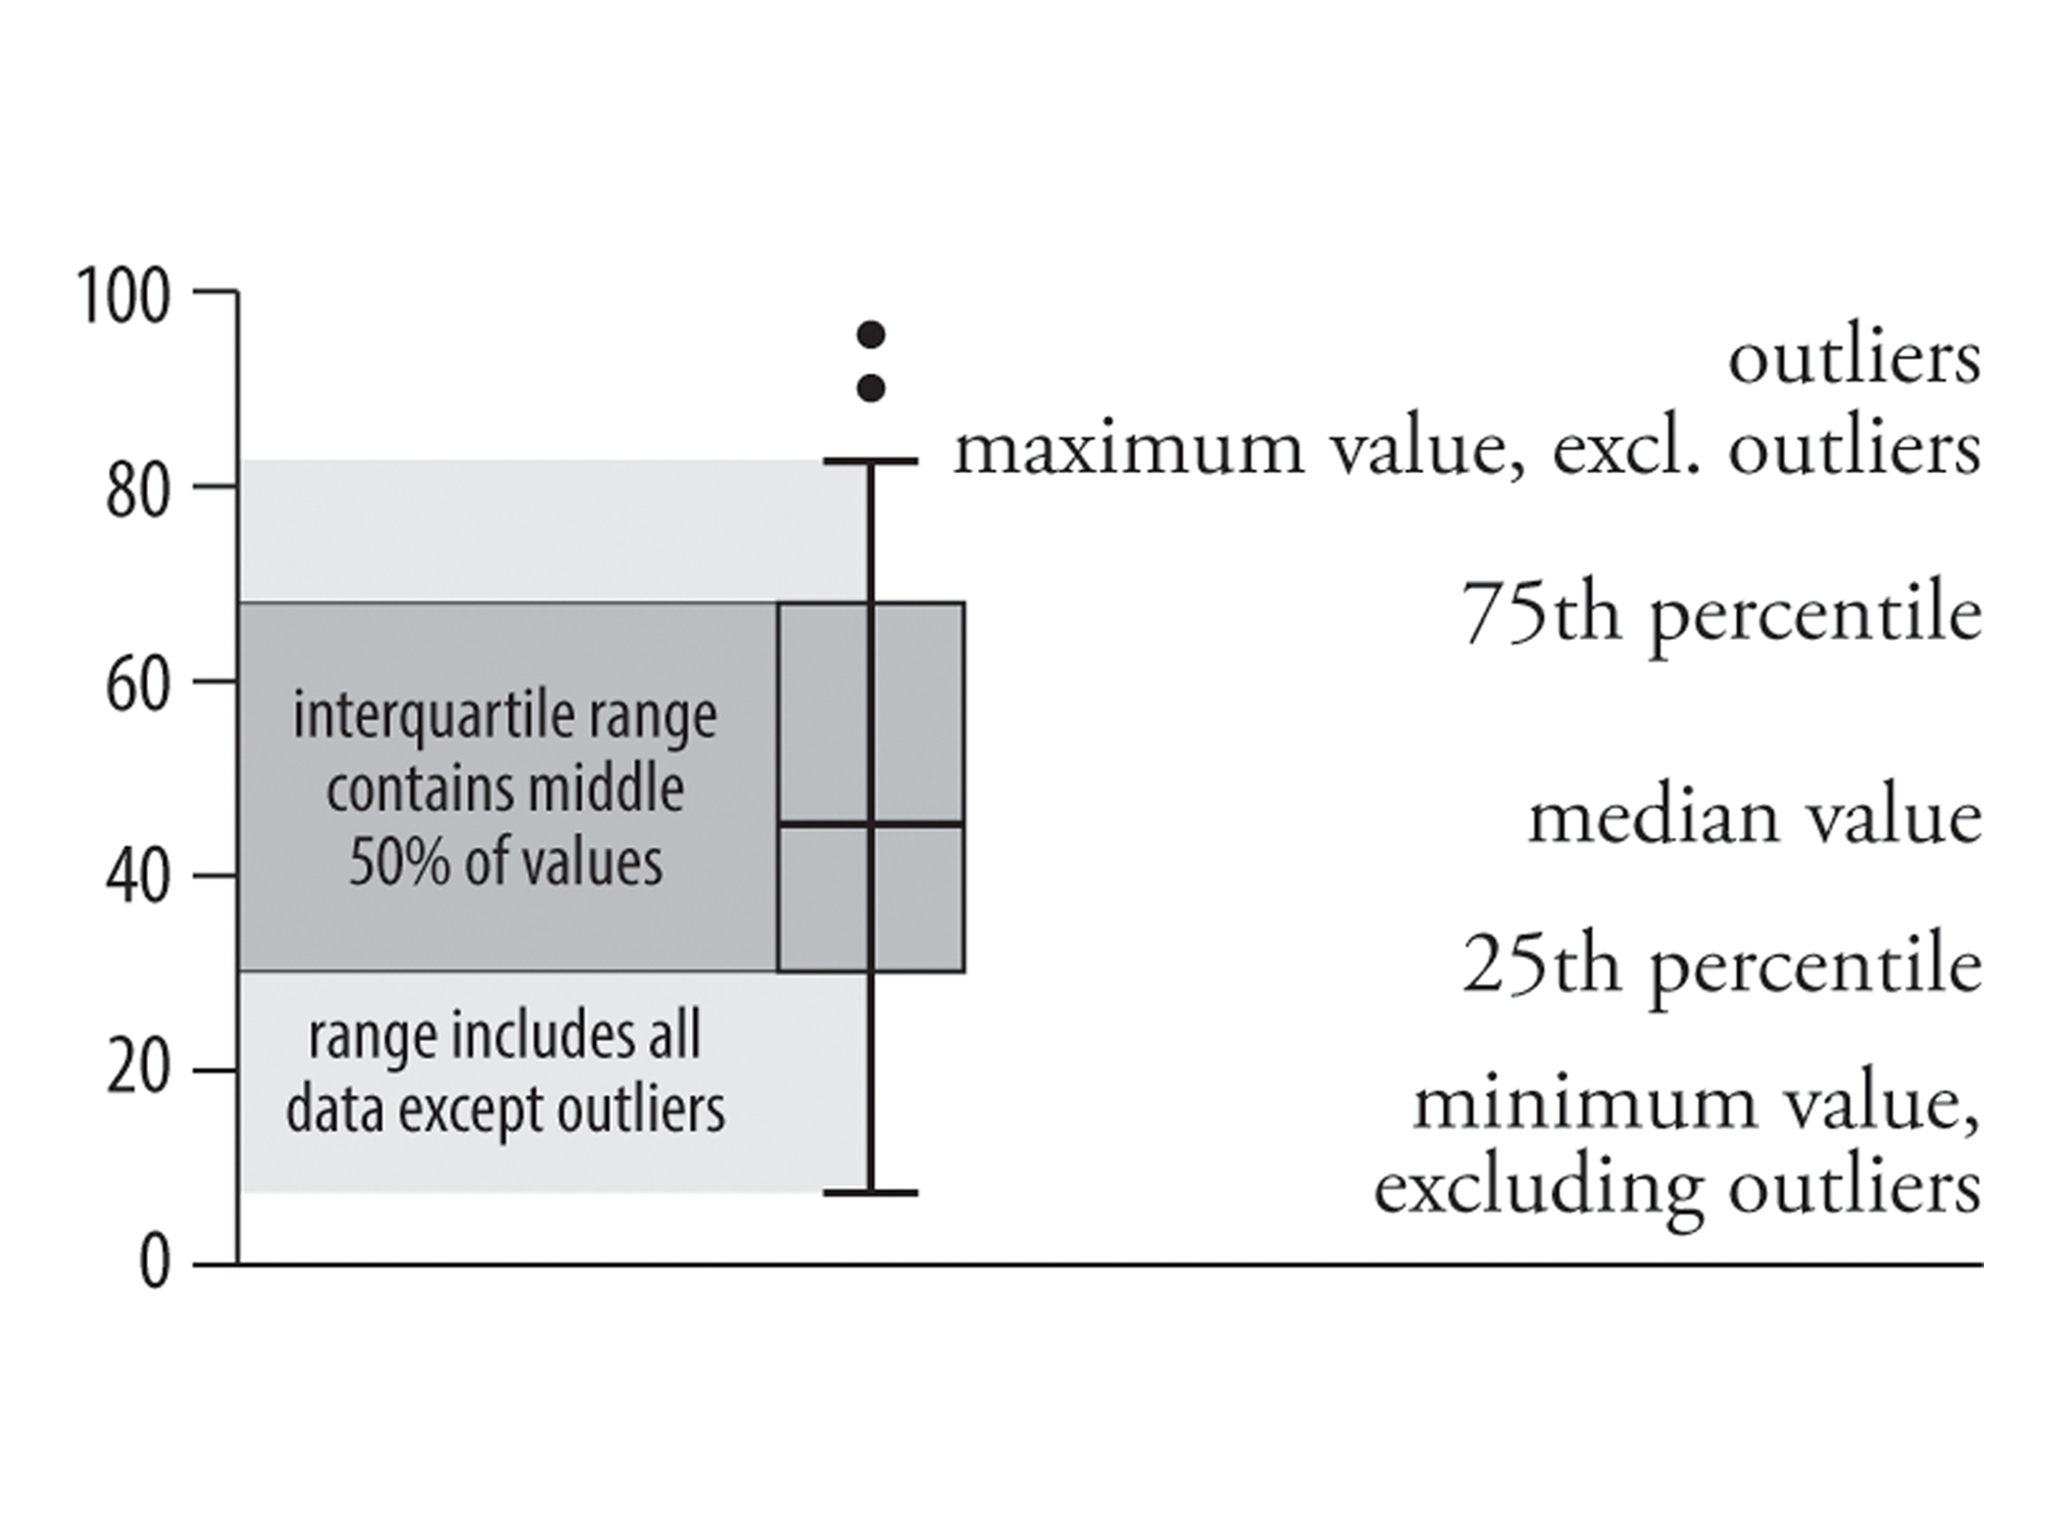 100
outliers
maximum value, excl. outliers
80
75th percentile
60
interquartile range
contains middle
50% of values
median value
40
25th percentile
range includes all
data except outliers
20
minimum value,
excluding outliers
0